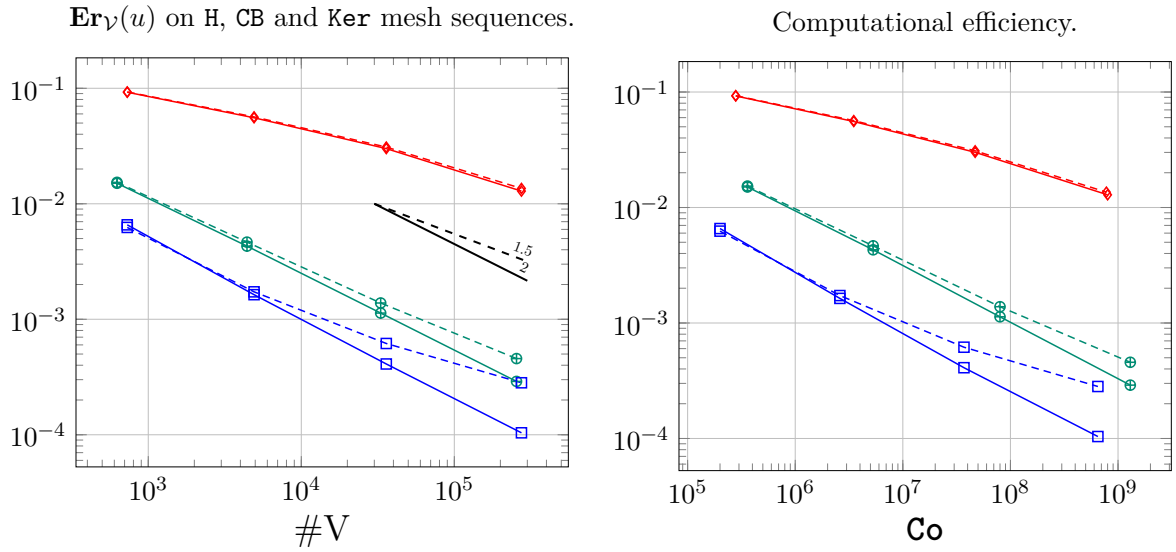 Er_V(u) on H, CB and Ker mesh sequences.
10^−1
10^−2
10^−3
10^−4
1.5
2
10^3 10^4 10^5
#V
Computational efficiency.
10^−1
10^−2
10^−3
10^−4
10^5 10^6 10^7 10^8 10^9
Co